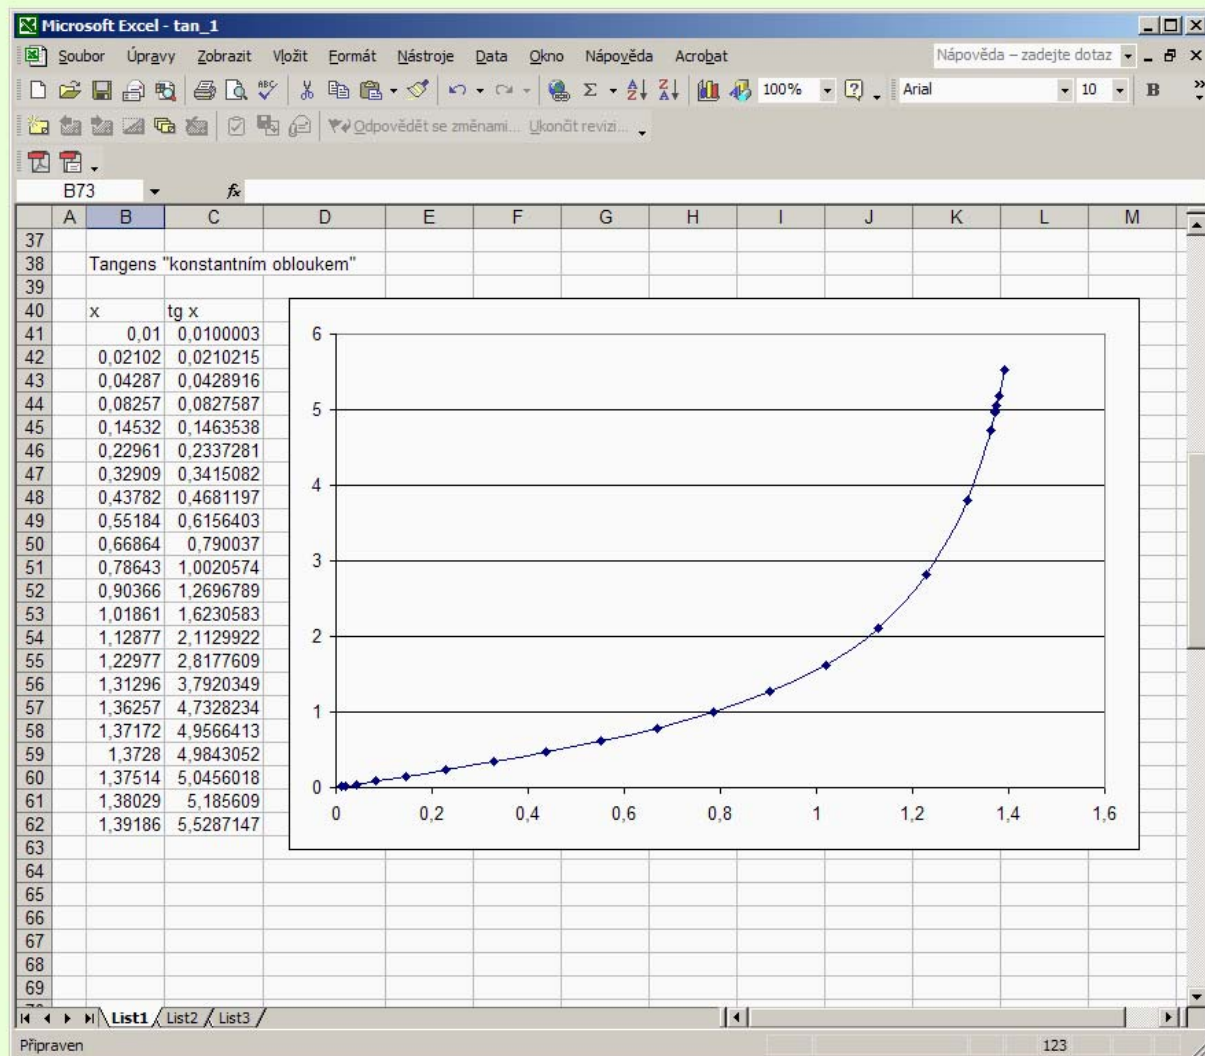 Microsoft Excel - tan_1
Soubor Úpravy Zobrazit Vložit Formát Nástroje Data Okno Nápověda Acrobat Nápověda – zadejte dotaz
100% Arial 10 B
Odpovědět se změnami... Ukončit revizi...
B73 fx
A B C D E F G H I J K L M
37
38 Tangens "konstantním obloukem"
39
40 x tg x
41 0,01 0,0100003
42 0,02102 0,0210215
43 0,04287 0,0428916
44 0,08257 0,0827587
45 0,14532 0,1463538
46 0,22961 0,2337281
47 0,32909 0,3415082
48 0,43782 0,4681197
49 0,55184 0,6156403
50 0,66864 0,790037
51 0,78643 1,0020574
52 0,90366 1,2696789
53 1,01861 1,6230583
54 1,12877 2,1129922
55 1,22977 2,8177609
56 1,31296 3,7920349
57 1,36257 4,7328234
58 1,37172 4,9566413
59 1,3728 4,9843052
60 1,37514 5,0456018
61 1,38029 5,185609
62 1,39186 5,5287147
63
64
65
66
67
68
69
6
5
4
3
2
1
0
0 0,2 0,4 0,6 0,8 1 1,2 1,4 1,6
List1 List2 List3
Připraven 123